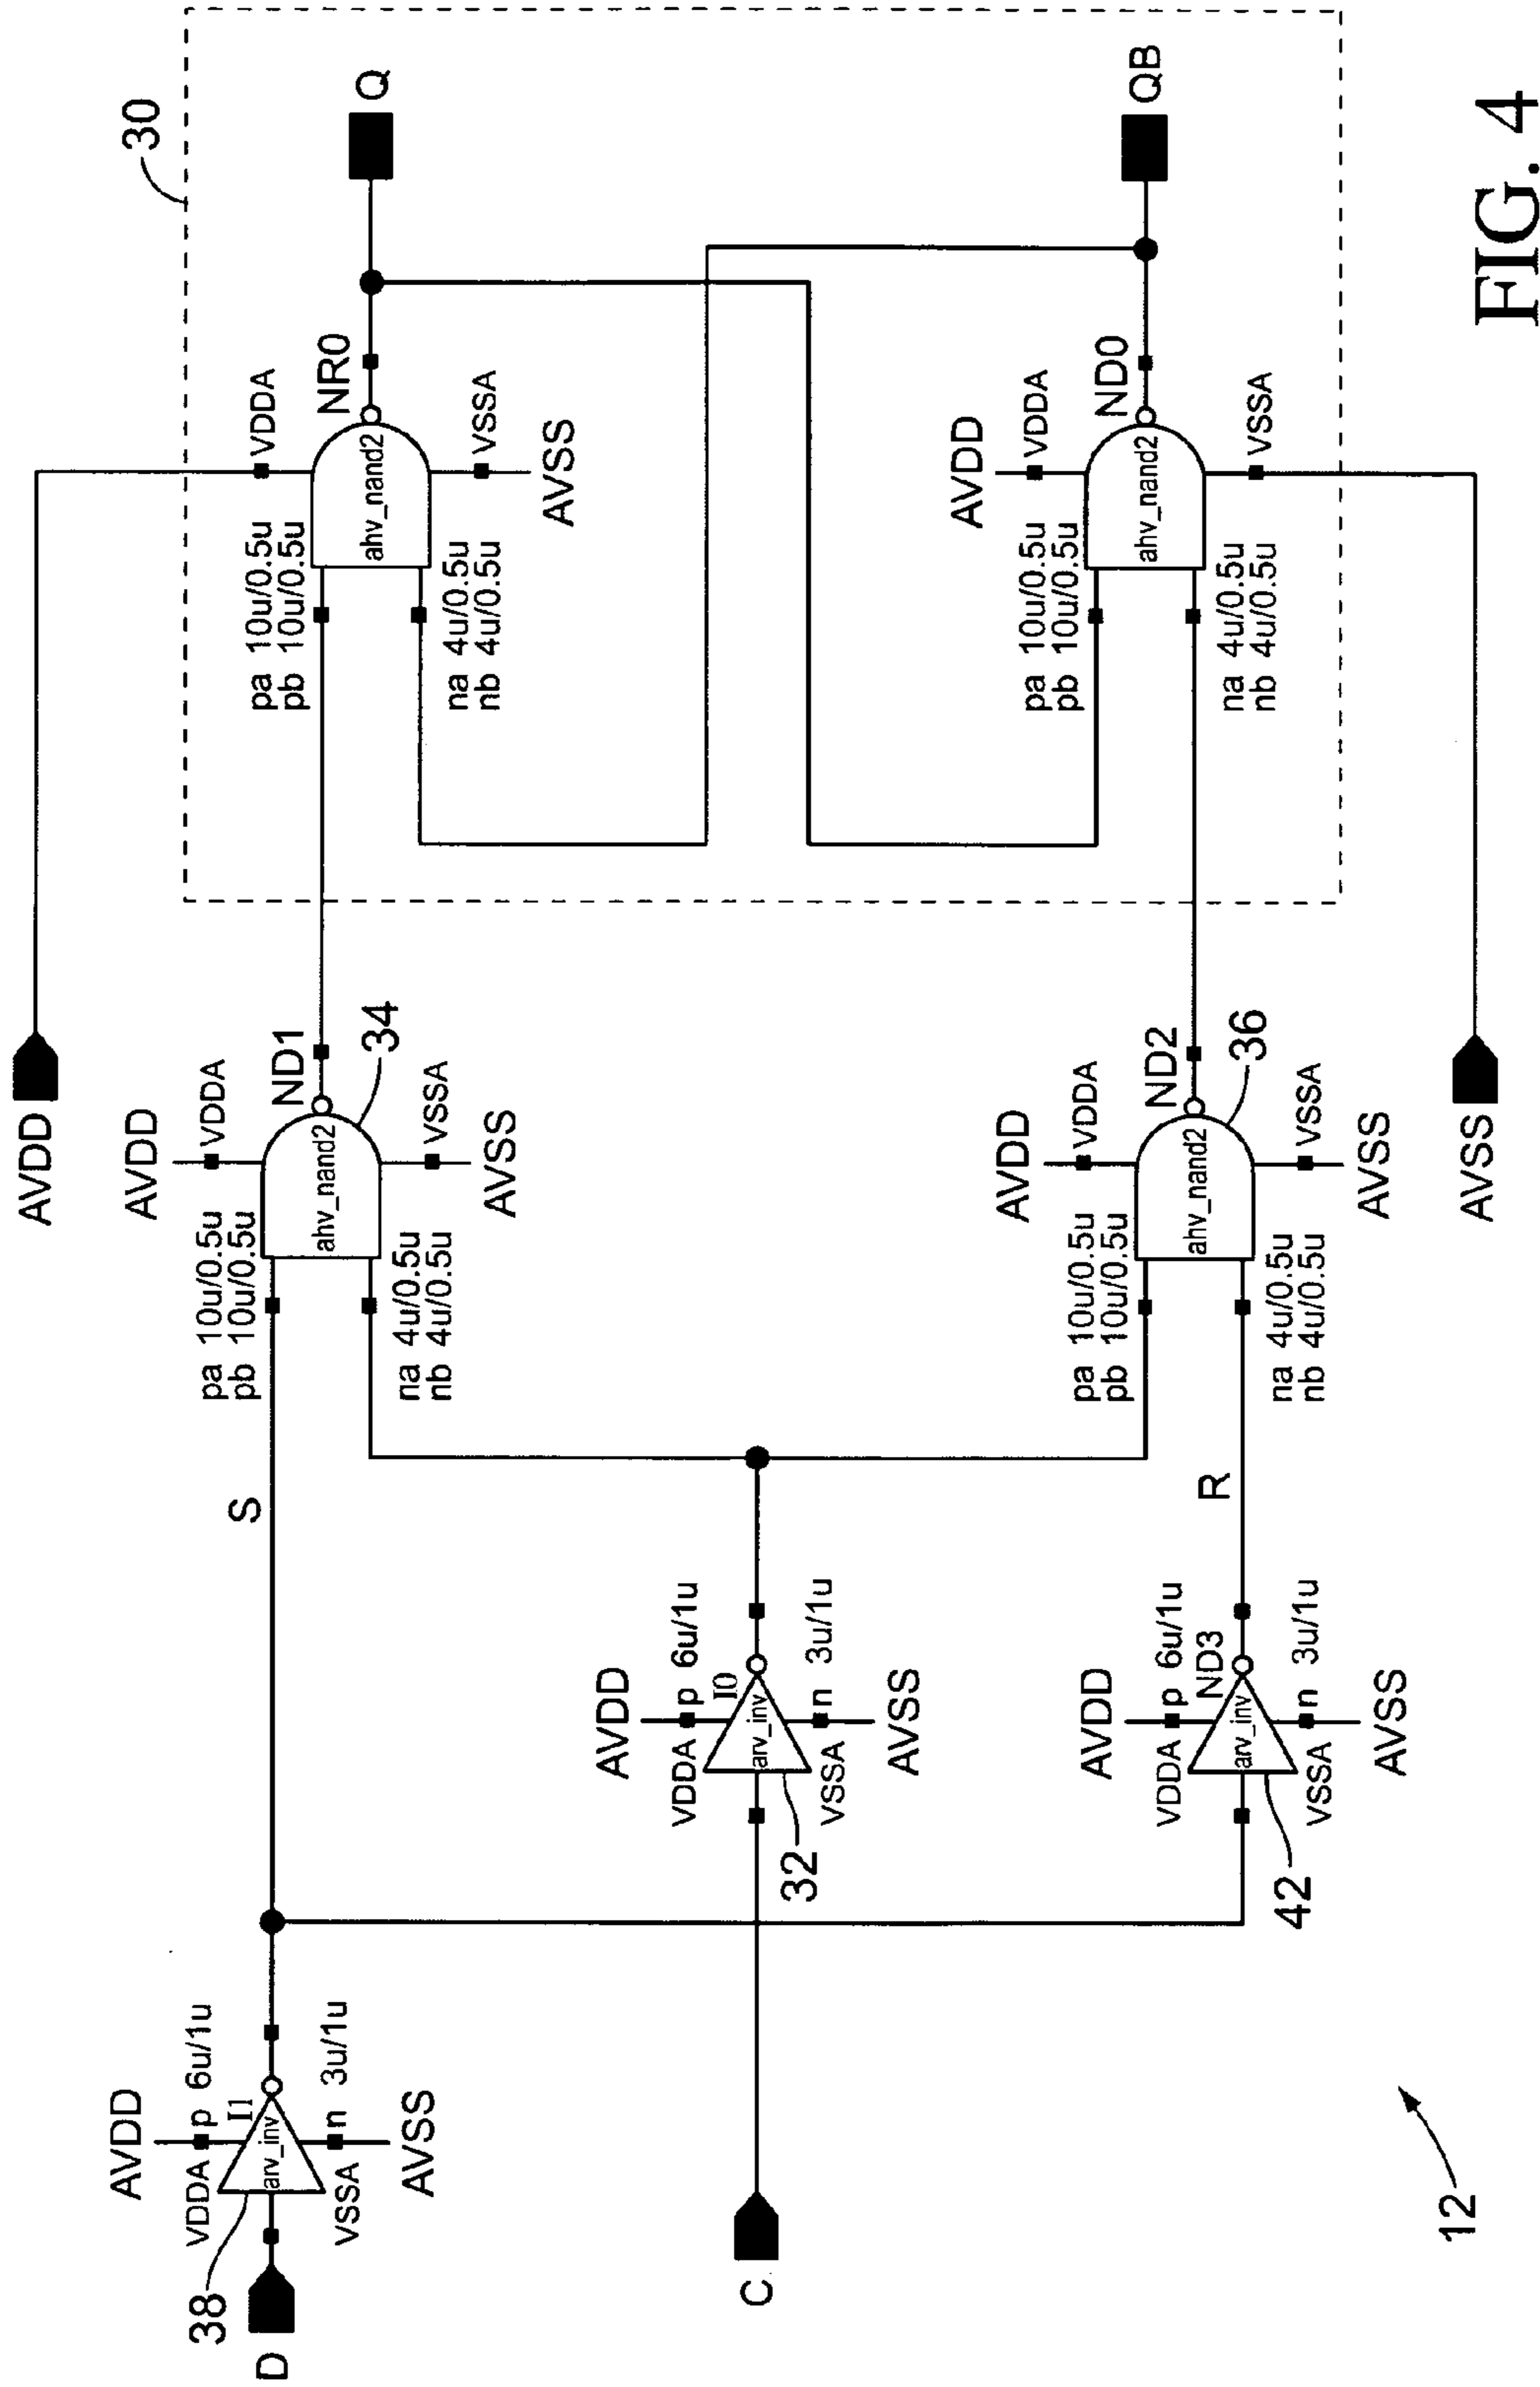 30
AVDD
VDDA
NR0
Q
pa 10u/0.5u
pb 10u/0.5u
ahv_nand2
na 4u/0.5u
nb 4u/0.5u
VSSA
AVSS
AVDD
VDDA
ND0
QB
pa 10u/0.5u
pb 10u/0.5u
ahv_nand2
na 4u/0.5u
nb 4u/0.5u
VSSA
AVSS
AVDD
VDDA
ND1
34
pa 10u/0.5u
pb 10u/0.5u
ahv_nand2
na 4u/0.5u
nb 4u/0.5u
VSSA
AVSS
S
AVDD
VDDA
ND2
36
pa 10u/0.5u
pb 10u/0.5u
ahv_nand2
na 4u/0.5u
nb 4u/0.5u
VSSA
AVSS
R
AVDD
VDDA
p 6u/1u
I1
arv_inv
n 3u/1u
VSSA
AVSS
38
D
AVDD
VDDA
p 6u/1u
I0
arv_inv
n 3u/1u
VSSA
AVSS
32
C
AVDD
VDDA
p 6u/1u
ND3
arv_inv
n 3u/1u
VSSA
AVSS
42
12
FIG. 4